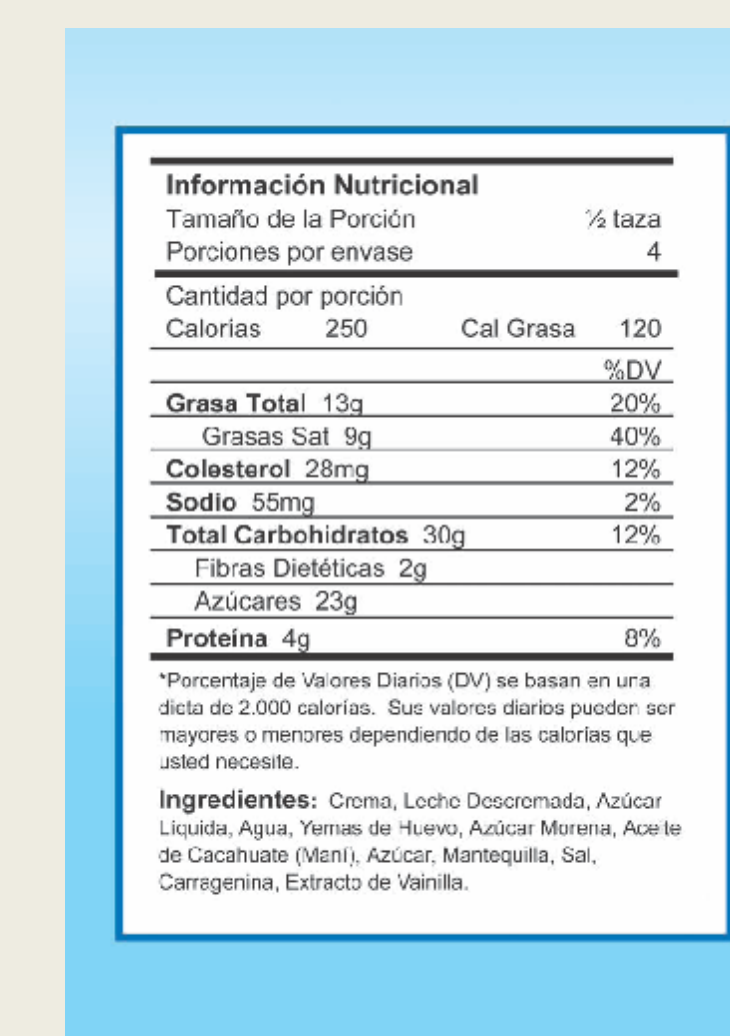 Información Nutricional
Tamaño de la Porción ½ taza
Porciones por envase 4
Cantidad por porción
Calorías 250 Cal Grasa 120
%DV
Grasa Total 13g 20%
Grasas Sat 9g 40%
Colesterol 28mg 12%
Sodio 55mg 2%
Total Carbohidratos 30g 12%
Fibras Dietéticas 2g
Azúcares 23g
Proteína 4g 8%
*Porcentaje de Valores Diarios (DV) se basan en una
dieta de 2.000 calorías. Sus valores diarios pueden ser
mayores o menores dependiendo de las calorías que
usted necesite.
Ingredientes: Crema, Leche Descremada, Azúcar
Líquida, Agua, Yemas de Huevo, Azúcar Morena, Aceite
de Cacahuate (Maní), Azúcar, Mantequilla, Sal,
Carragenina, Extracto de Vainilla.